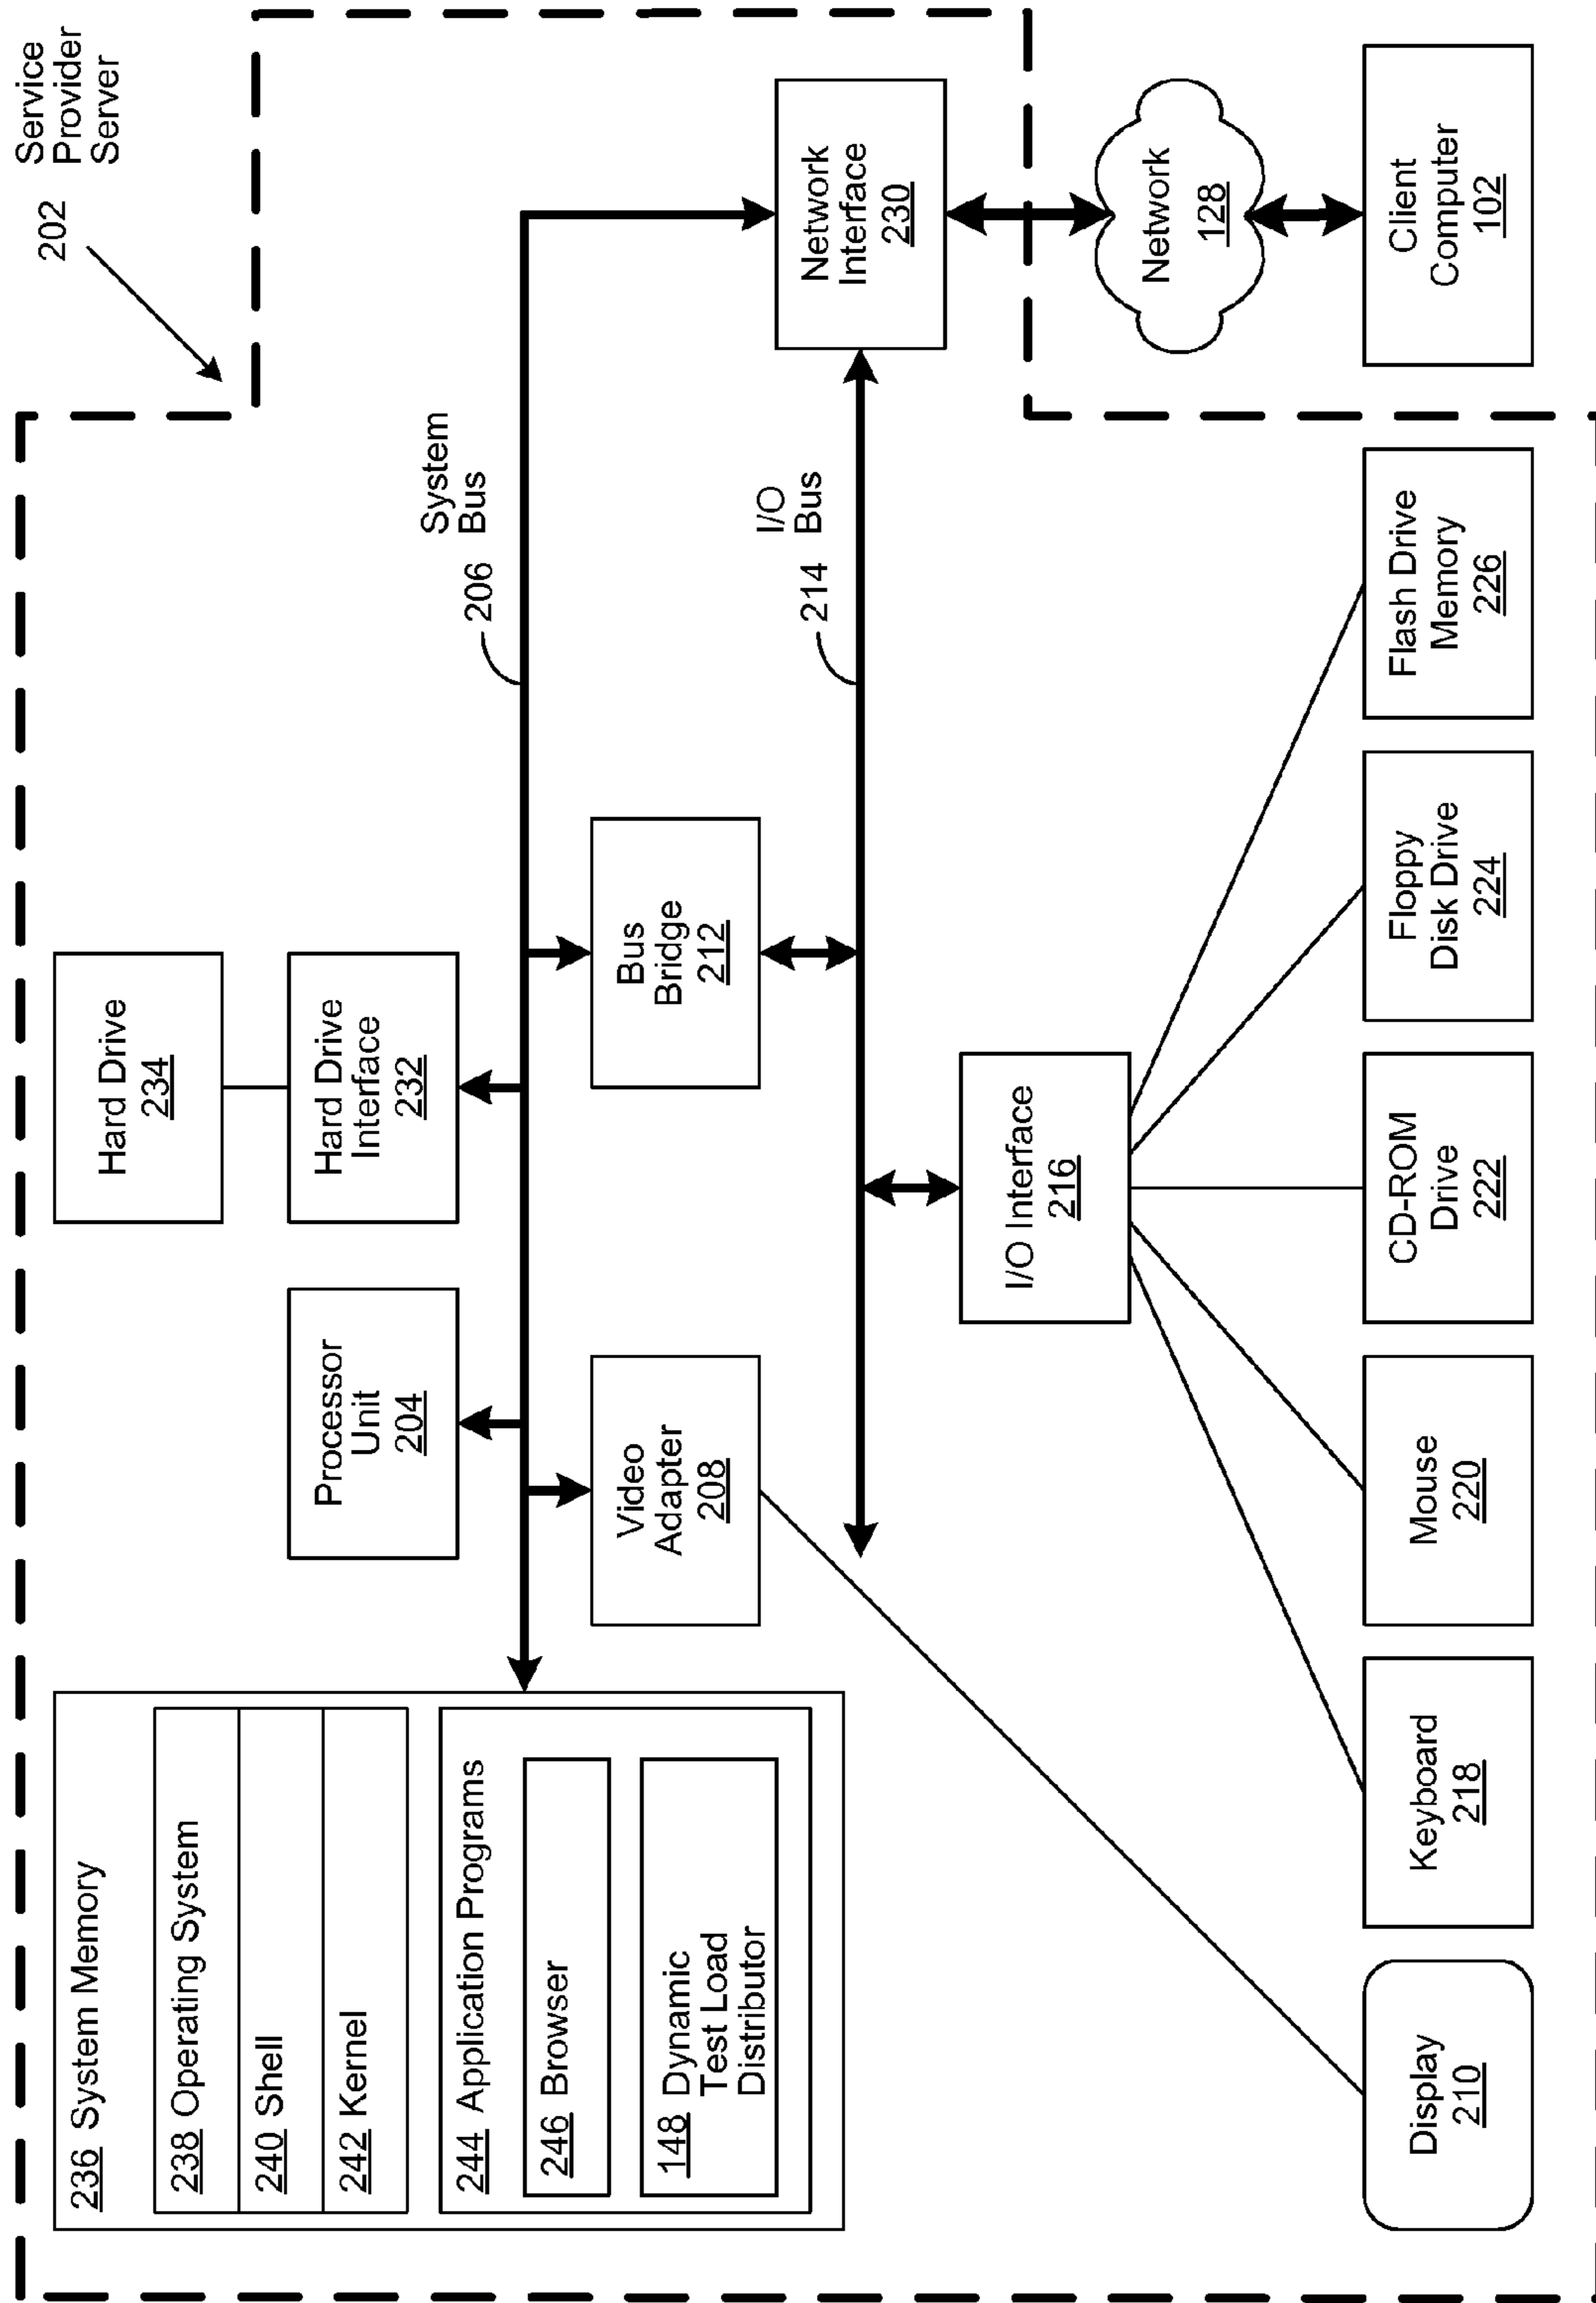 Service
Provider
Server
202
236 System Memory
238 Operating System
240 Shell
242 Kernel
244 Application Programs
246 Browser
148 Dynamic
Test Load
Distributor
Processor
Unit
204
Hard Drive
234
Hard Drive
Interface
232
System
Bus
206
Video
Adapter
208
Bus
Bridge
212
I/O
Bus
214
Network
Interface
230
I/O Interface
216
Network
128
Display
210
Keyboard
218
Mouse
220
CD-ROM
Drive
222
Floppy
Disk Drive
224
Flash Drive
Memory
226
Client
Computer
102